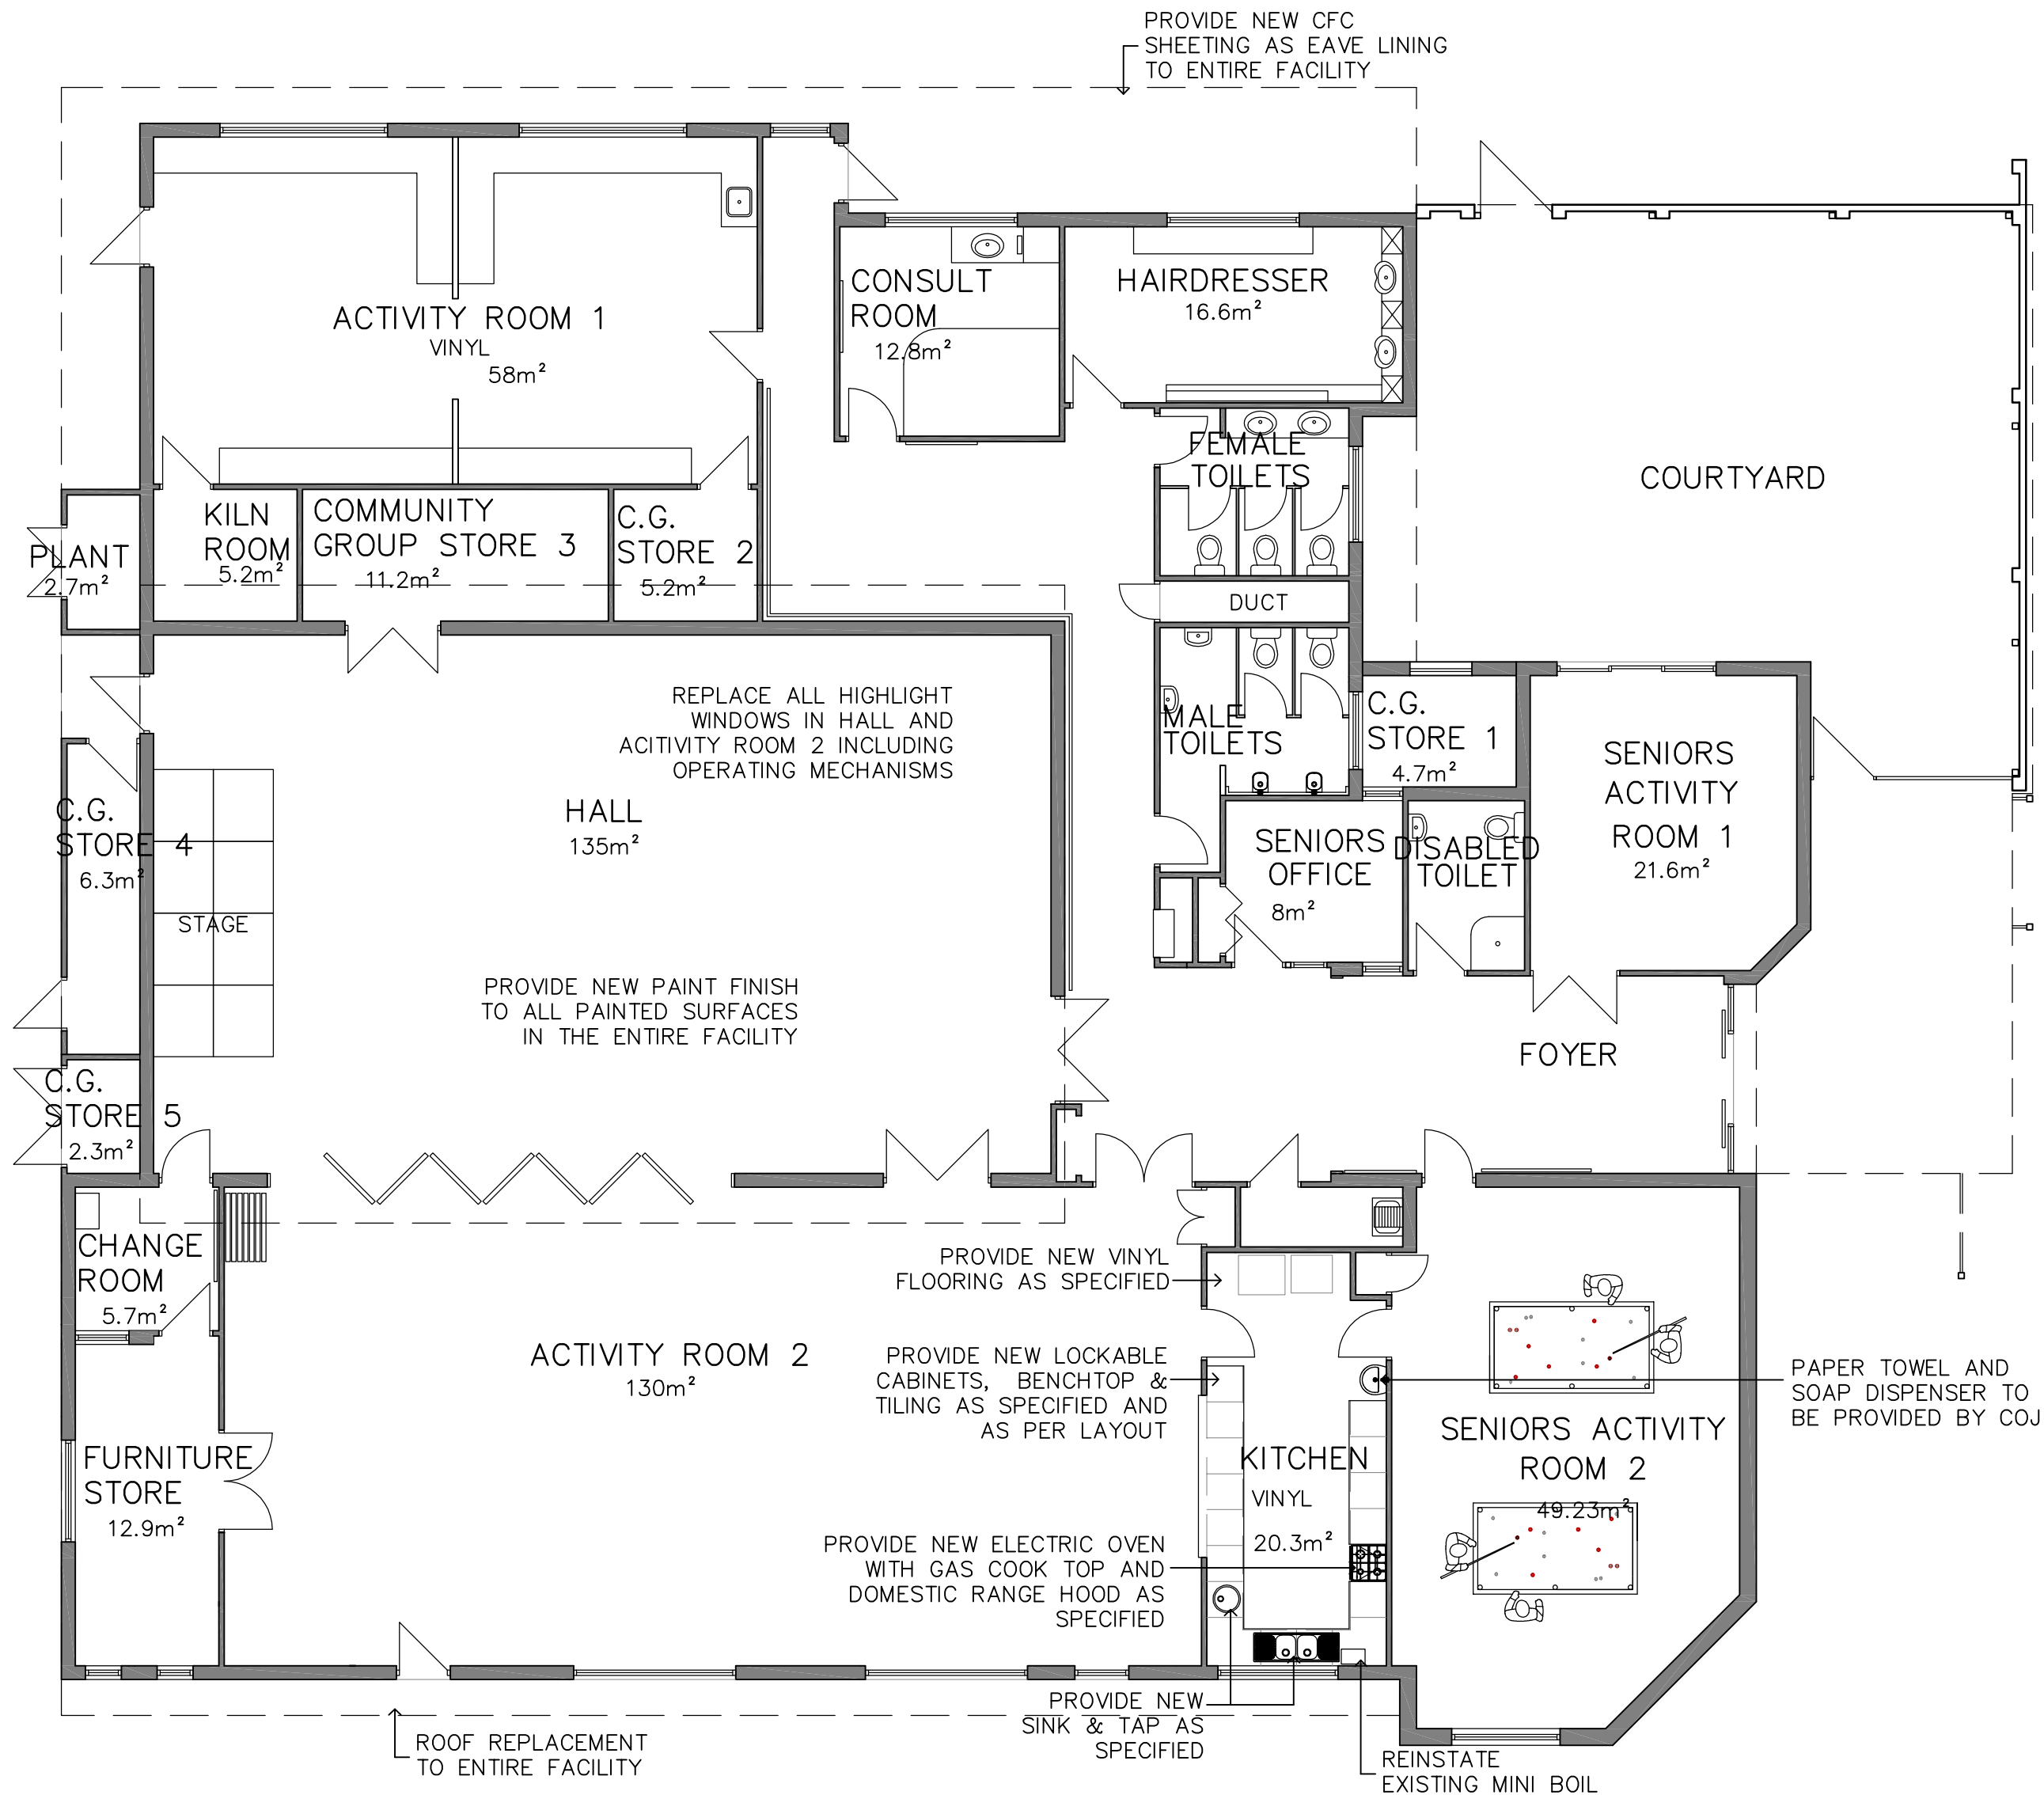 PROVIDE NEW CFC
SHEETING AS EAVE LINING
TO ENTIRE FACILITY
ACTIVITY ROOM 1
VINYL
58m²
CONSULT
ROOM
12.8m²
HAIRDRESSER
16.6m²
FEMALE
TOILETS
COURTYARD
PLANT
2.7m²
KILN
ROOM
5.2m²
COMMUNITY
GROUP STORE 3
11.2m²
C.G.
STORE 2
5.2m²
DUCT
REPLACE ALL HIGHLIGHT
WINDOWS IN HALL AND
ACITIVITY ROOM 2 INCLUDING
OPERATING MECHANISMS
MALE
TOILETS
C.G.
STORE 1
4.7m²
SENIORS
ACTIVITY
ROOM 1
21.6m²
C.G.
STORE 4
6.3m²
STAGE
HALL
135m²
SENIORS
OFFICE
8m²
DISABLED
TOILET
PROVIDE NEW PAINT FINISH
TO ALL PAINTED SURFACES
IN THE ENTIRE FACILITY
FOYER
C.G.
STORE 5
2.3m²
CHANGE
ROOM
5.7m²
PROVIDE NEW VINYL
FLOORING AS SPECIFIED
ACTIVITY ROOM 2
130m²
PROVIDE NEW LOCKABLE
CABINETS, BENCHTOP &
TILING AS SPECIFIED AND
AS PER LAYOUT
PAPER TOWEL AND
SOAP DISPENSER TO
BE PROVIDED BY COJ
FURNITURE
STORE
12.9m²
KITCHEN
VINYL
20.3m²
SENIORS ACTIVITY
ROOM 2
49.23m²
PROVIDE NEW ELECTRIC OVEN
WITH GAS COOK TOP AND
DOMESTIC RANGE HOOD AS
SPECIFIED
PROVIDE NEW
SINK & TAP AS
SPECIFIED
ROOF REPLACEMENT
TO ENTIRE FACILITY
REINSTATE
EXISTING MINI BOIL